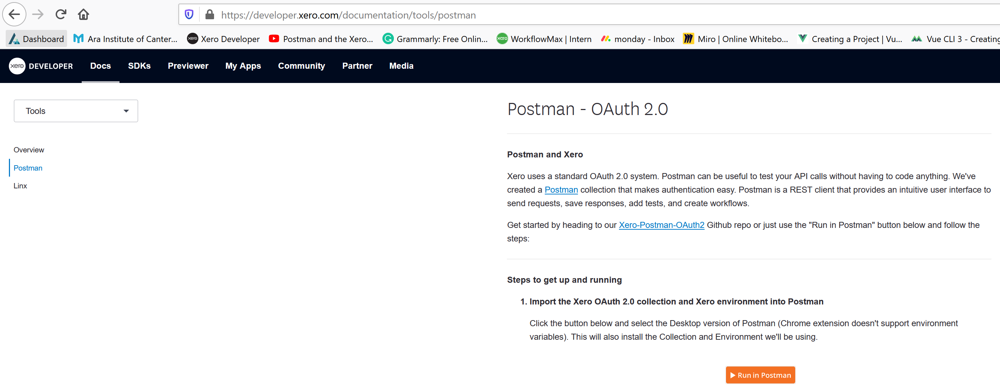 https://developer.xero.com/documentation/tools/postman
Dashboard Ara Institute of Canter... xero Xero Developer Postman and the Xero... Grammarly: Free Onlin... xero WorkflowMax | Intern monday - Inbox Miro | Online Whitebo... Creating a Project | Vu... Vue CLI 3 - Creating
xero DEVELOPER Docs SDKs Previewer My Apps Community Partner Media
Tools
Overview
Postman
Linx
Postman - OAuth 2.0
Postman and Xero
Xero uses a standard OAuth 2.0 system. Postman can be useful to test your API calls without having to code anything. We've
created a Postman collection that makes authentication easy. Postman is a REST client that provides an intuitive user interface to
send requests, save responses, add tests, and create workflows.
Get started by heading to our Xero-Postman-OAuth2 Github repo or just use the "Run in Postman" button below and follow the
steps:
Steps to get up and running
1. Import the Xero OAuth 2.0 collection and Xero environment into Postman
Click the button below and select the Desktop version of Postman (Chrome extension doesn't support environment
variables). This will also install the Collection and Environment we'll be using.
Run in Postman